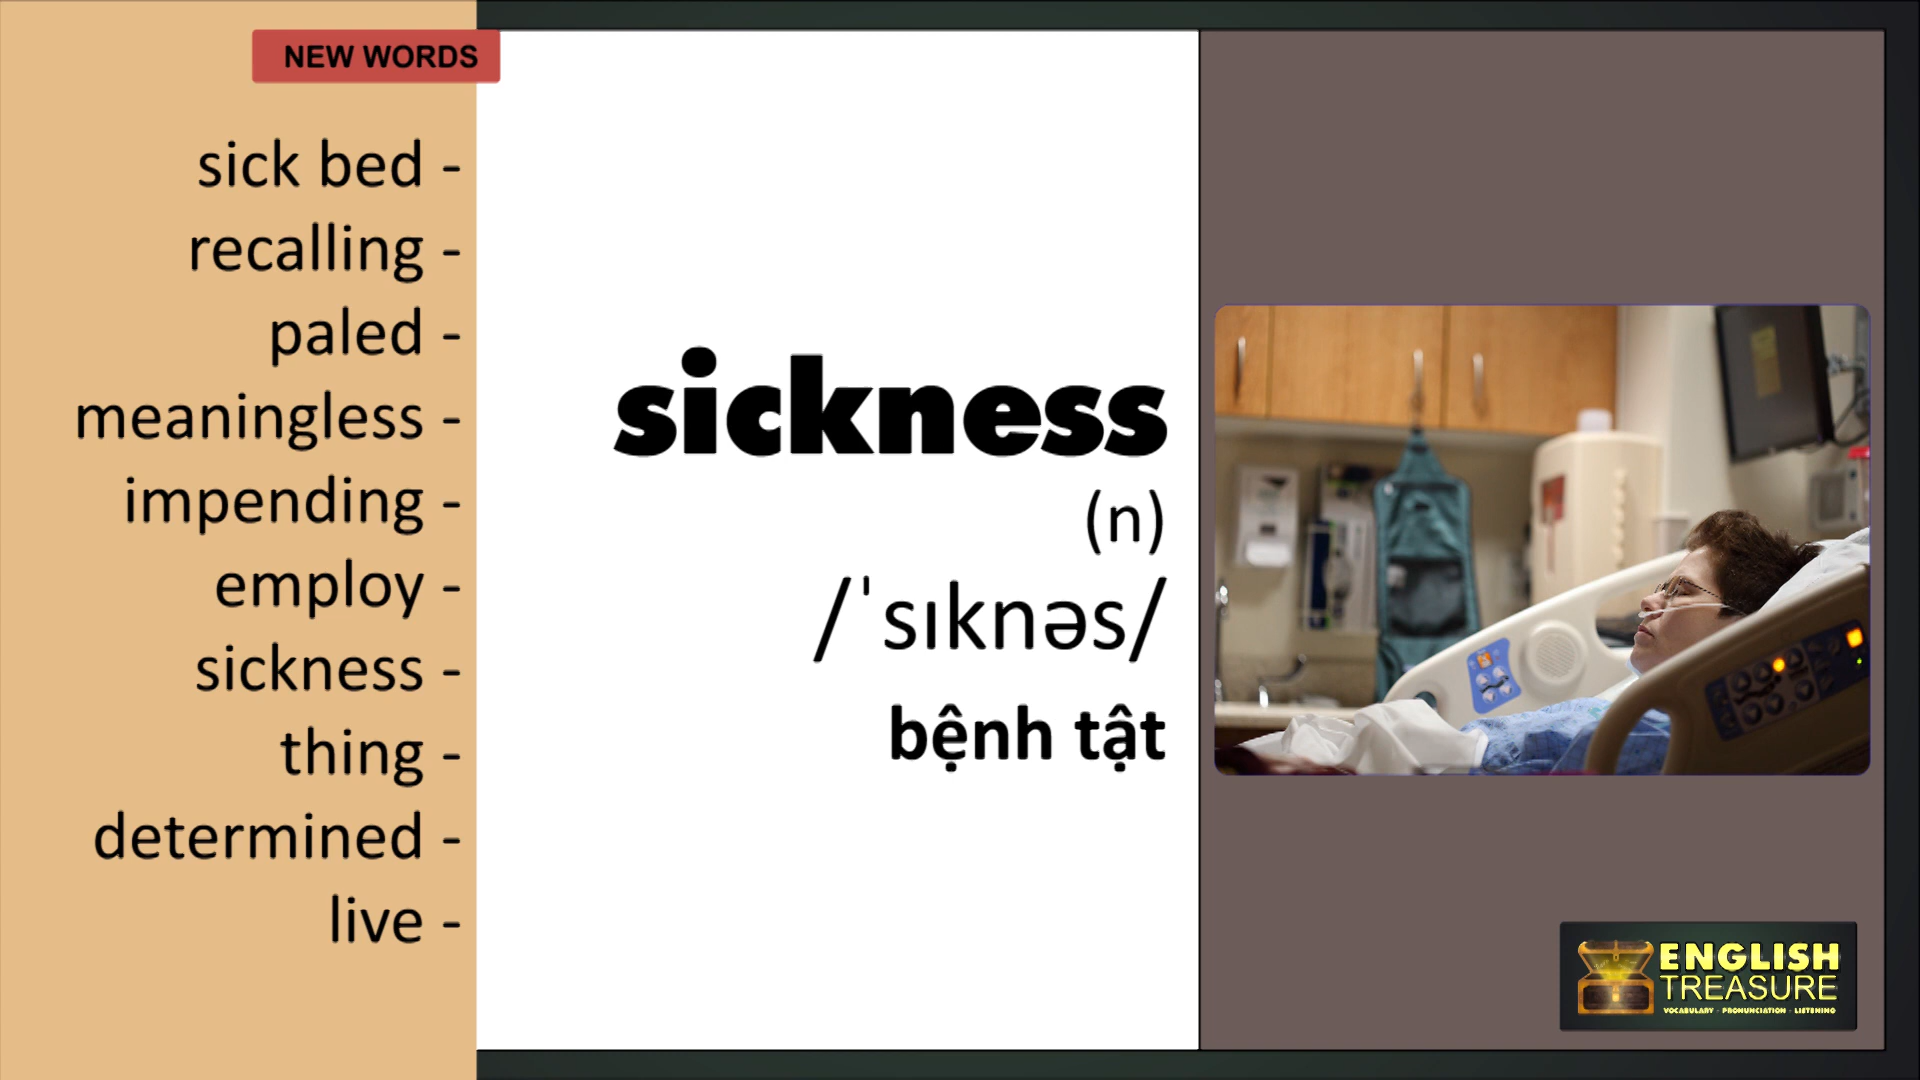 NEW WORDS
sick bed -
recalling -
paled -
meaningless -
impending -
employ -
sickness -
thing -
determined -
live -
sickness
(n)
/ˈsɪknəs/
bệnh tật
ENGLISH
TREASURE
VOCABULARY - PRONUNCIATION - LISTENING